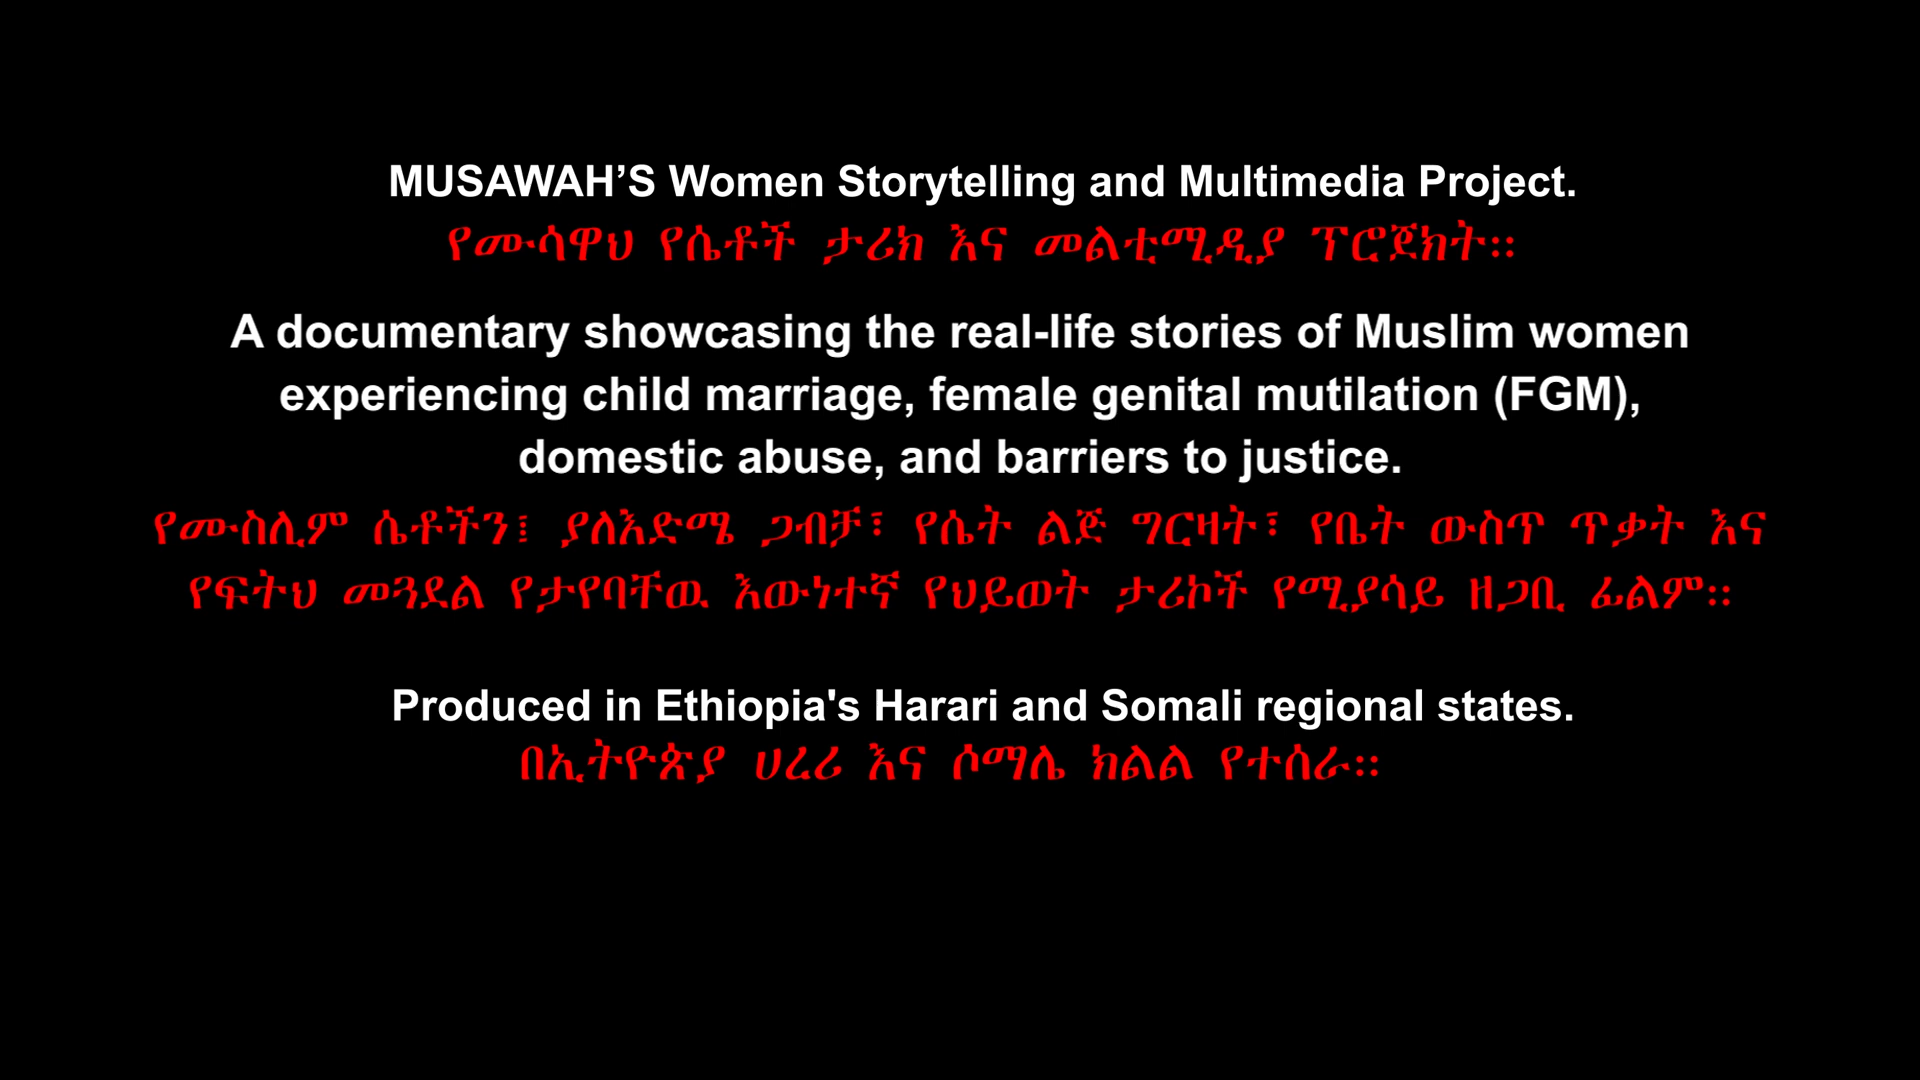 MUSAWAH’S Women Storytelling and Multimedia Project.
የሙሳዋህ የሴቶች ታሪክ እና መልቲሚዲያ ፕሮጀክት።
A documentary showcasing the real-life stories of Muslim women
experiencing child marriage, female genital mutilation (FGM),
domestic abuse, and barriers to justice.
የሙስሊም ሴቶችን፤ ያለእድሜ ጋብቻ፣ የሴት ልጅ ግርዛት፣ የቤት ውስጥ ጥቃት እና
የፍትህ መጓደል የታየባቸዉ እውነተኛ የህይወት ታሪኮች የሚያሳይ ዘጋቢ ፊልም።
Produced in Ethiopia's Harari and Somali regional states.
በኢትዮጵያ ሀረሪ እና ሶማሌ ክልል የተሰራ።